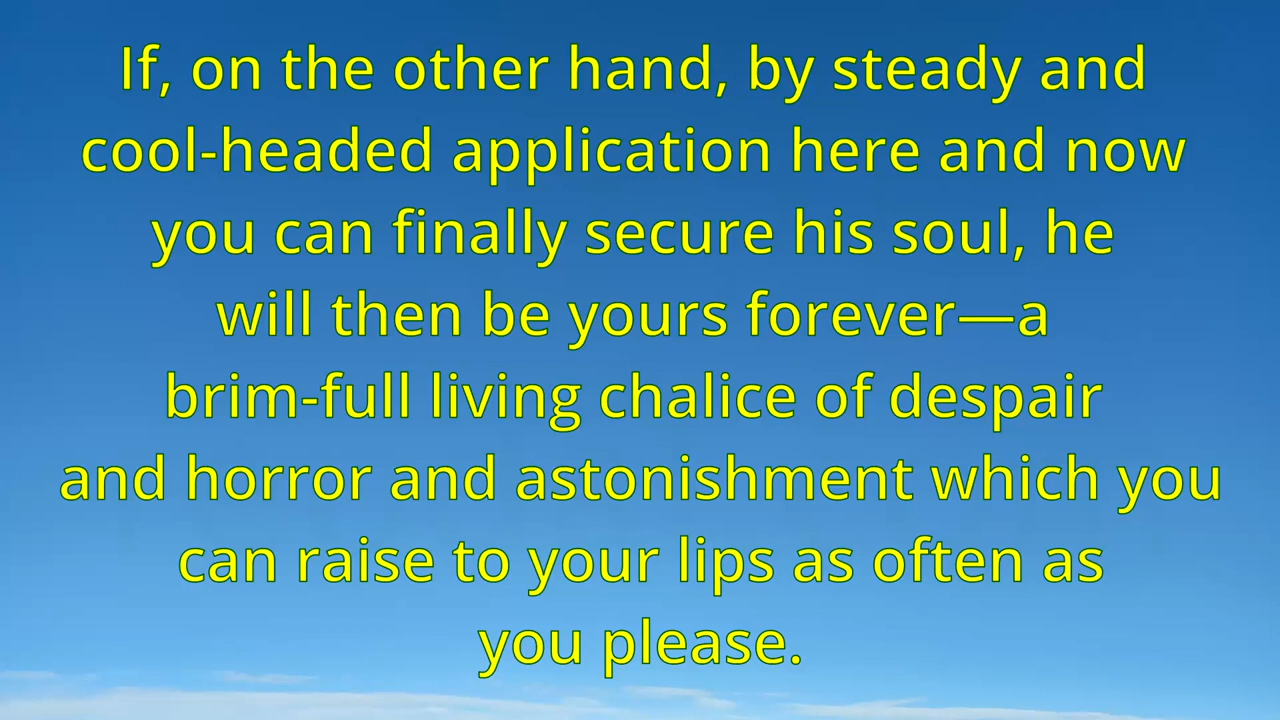 If, on the other hand, by steady and
cool-headed application here and now
you can finally secure his soul, he
will then be yours forever—a
brim-full living chalice of despair
and horror and astonishment which you
can raise to your lips as often as
you please.